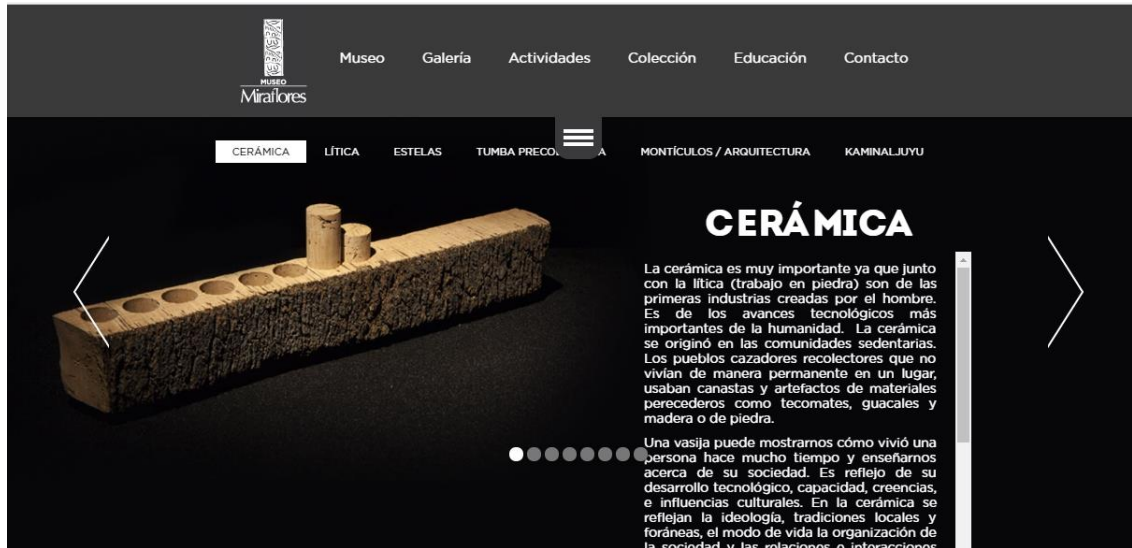 MUSEO
Miraflores
Museo Galería Actividades Colección Educación Contacto
CERÁMICA LÍTICA ESTELAS TUMBA A MONTÍCULOS / ARQUITECTURA KAMINALJUYU
CERÁMICA
La cerámica es muy importante ya que junto
con la lítica (trabajo en piedra) son de las
primeras industrias creadas por el hombre.
Es de los avances tecnológicos más
importantes de la humanidad. La cerámica
se originó en las comunidades sedentarias.
Los pueblos cazadores recolectores que no
vivían de manera permanente en un lugar,
usaban canastas y artefactos de materiales
perecederos como tecomates, guacales y
madera o de piedra.
Una vasija puede mostrarnos cómo vivió una
persona hace mucho tiempo y enseñarnos
acerca de su sociedad. Es reflejo de su
desarrollo tecnológico, capacidad, creencias,
e influencias culturales. En la cerámica se
reflejan la ideología, tradiciones locales y
foráneas, el modo de vida la organización de
la sociedad y las relaciones e interacciones